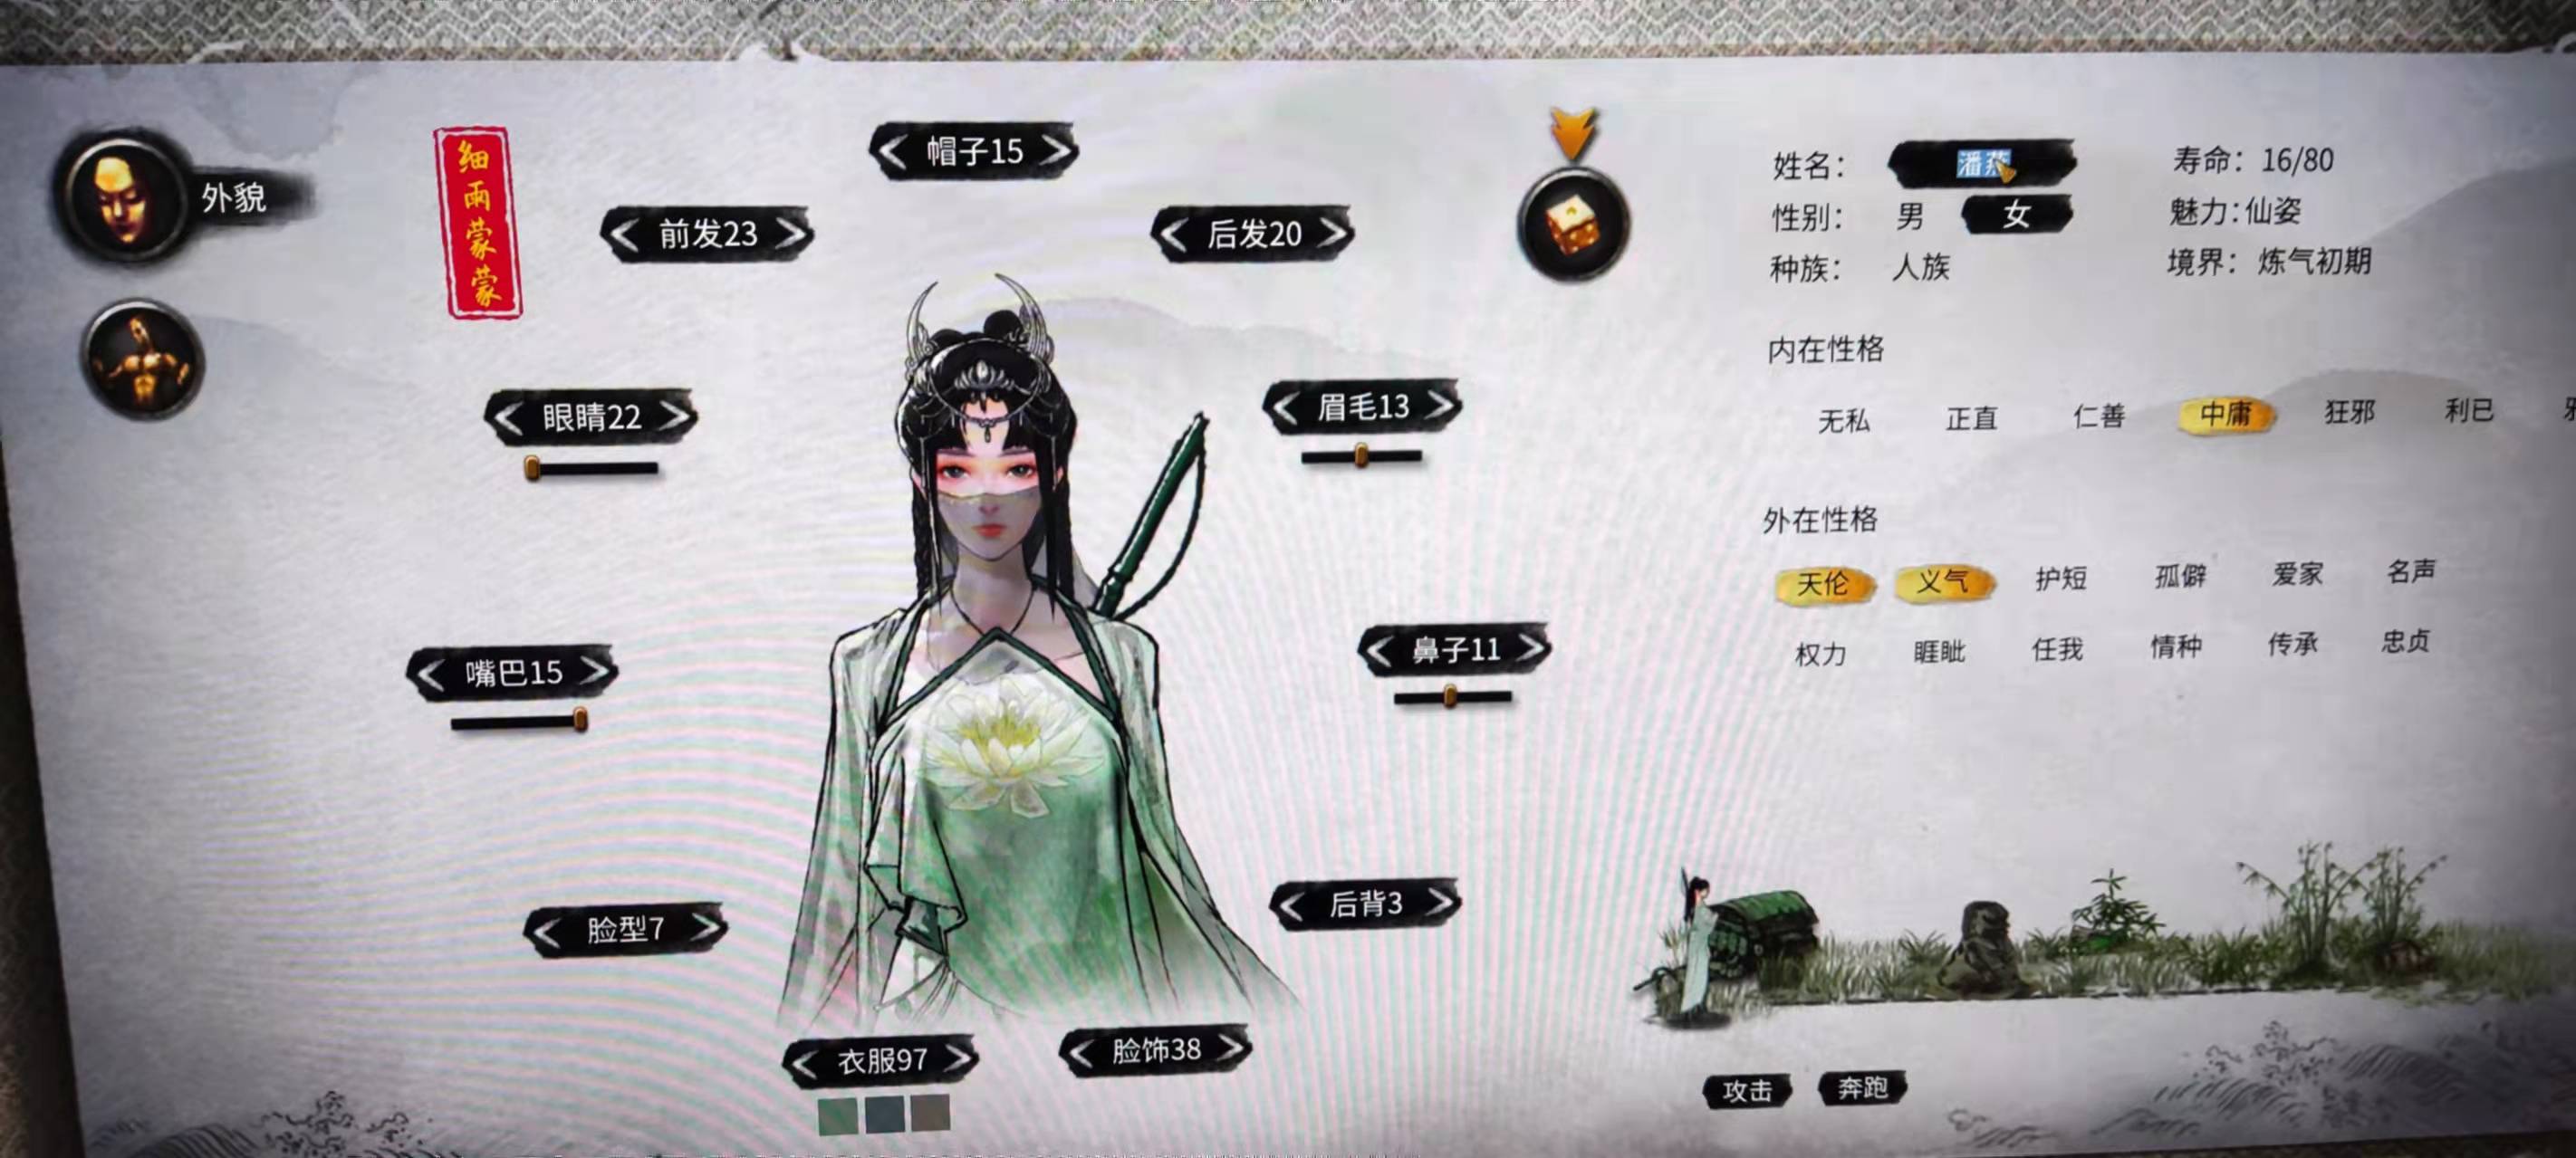 外貌
细雨蒙蒙
帽子15
前发23
后发20
眼睛22
眉毛13
嘴巴15
鼻子11
脸型7
后背3
衣服97
脸饰38
姓名: 潘
寿命: 16/80
性别: 男 女
魅力:仙姿
种族: 人族
境界: 炼气初期
内在性格
无私 正直 仁善 中庸 狂邪 利已
外在性格
天伦 义气 护短 孤僻 爱家 名声
权力 睚眦 任我 情种 传承 忠贞
攻击 奔跑